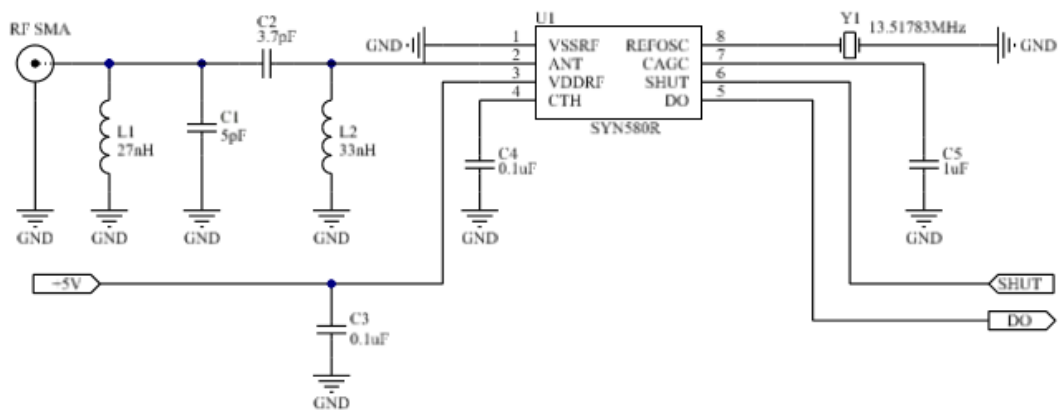 U1
Y1
13.51783MHz
RF SMA
C2
3.7pF
GND
1
VSSRF
REFOSC
8
GND
2
ANT
CAGC
7
3
VDDRF
SHUT
6
4
CTH
DO
5
SYN580R
L1
27nH
C1
5pF
L2
33nH
C4
0.1uF
C5
1uF
GND
GND
GND
GND
GND
GND
+5V
SHUT
C3
0.1uF
DO
GND